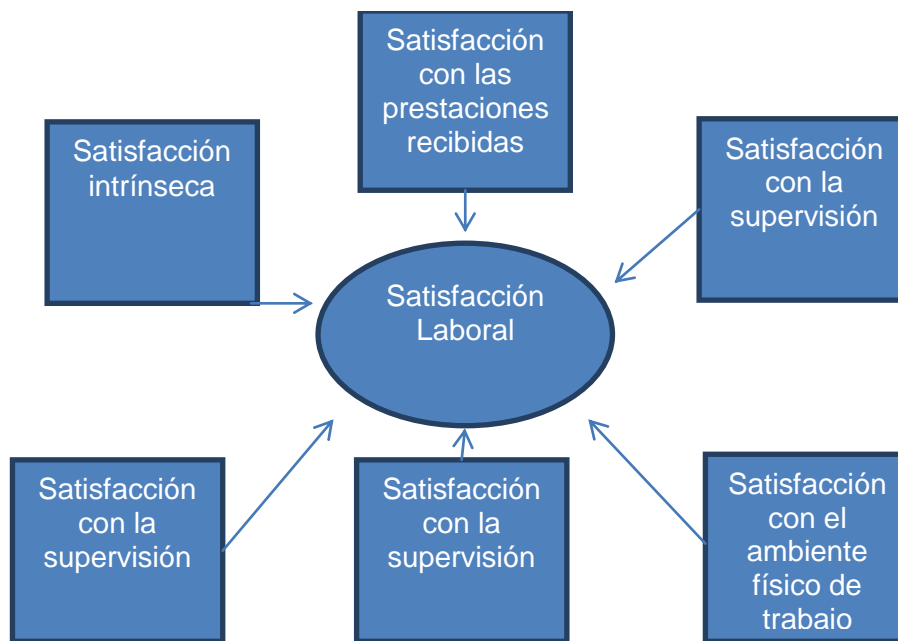 Satisfacción
con las
prestaciones
recibidas
Satisfacción
intrínseca
Satisfacción
con la
supervisión
Satisfacción
Laboral
Satisfacción
con la
supervisión
Satisfacción
con la
supervisión
Satisfacción
con el
ambiente
físico de
trabajo